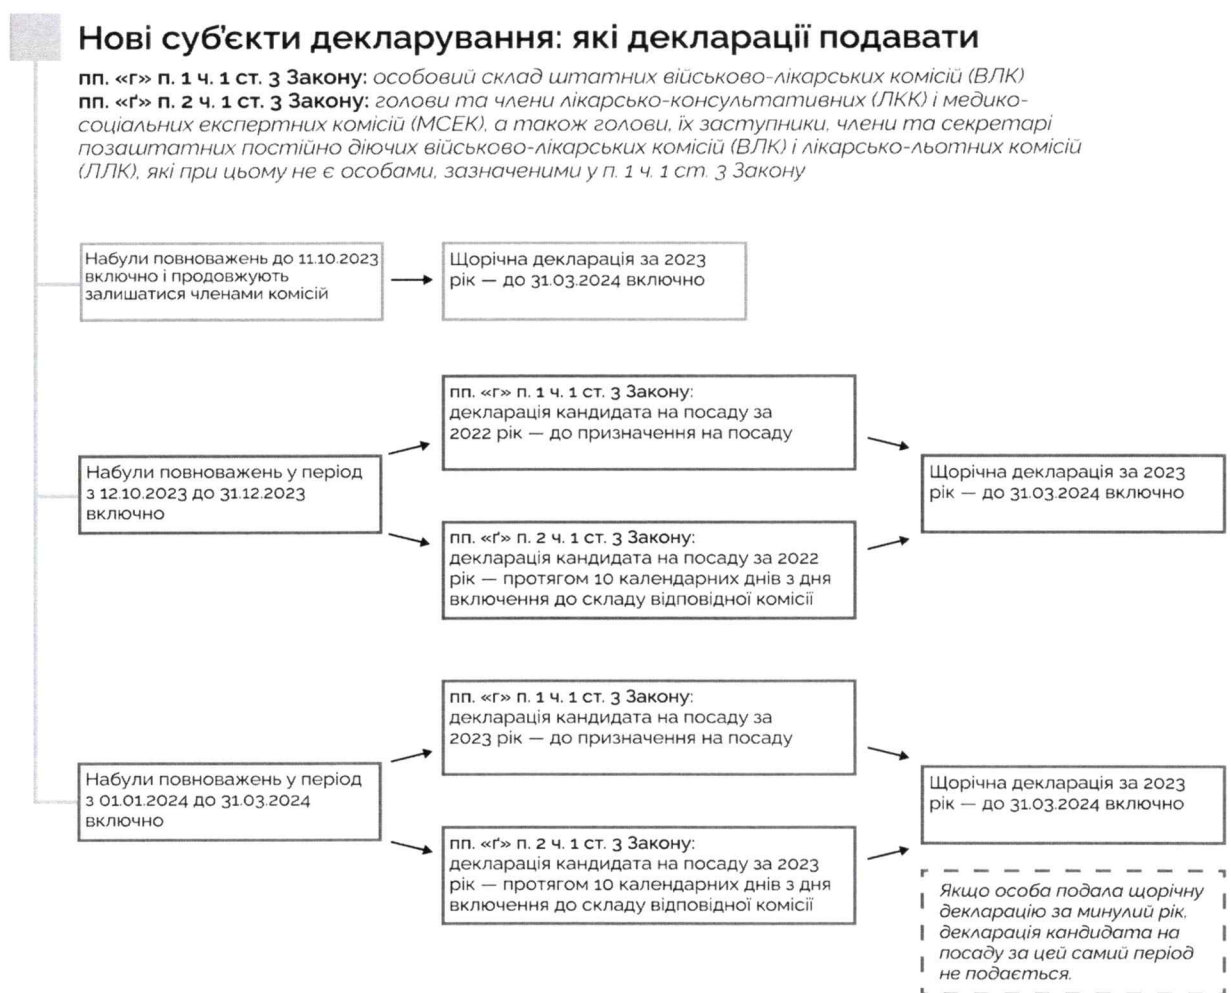 Нові суб'єкти декларування: які декларації подавати
пп. «г» п. 1 ч. 1 ст. 3 Закону: особовий склад штатних військово-лікарських комісій (ВЛК)
пп. «ґ» п. 2 ч. 1 ст. 3 Закону: голови та члени лікарсько-консультативних (ЛКК) і медико-
соціальних експертних комісій (МСЕК), а також голови, їх заступники, члени та секретарі
позаштатних постійно діючих військово-лікарських комісій (ВЛК) і лікарсько-льотних комісій
(ЛЛК), які при цьому не є особами, зазначеними у п. 1 ч. 1 ст. 3 Закону
Набули повноважень до 11.10.2023
включно і продовжують
залишатися членами комісій
Щорічна декларація за 2023
рік — до 31.03.2024 включно
Набули повноважень у період
з 12.10.2023 до 31.12.2023
включно
пп. «г» п. 1 ч. 1 ст. 3 Закону:
декларація кандидата на посаду за
2022 рік — до призначення на посаду
пп. «ґ» п. 2 ч. 1 ст. 3 Закону:
декларація кандидата на посаду за 2022
рік — протягом 10 календарних днів з дня
включення до складу відповідної комісії
Щорічна декларація за 2023
рік — до 31.03.2024 включно
Набули повноважень у період
з 01.01.2024 до 31.03.2024
включно
пп. «г» п. 1 ч. 1 ст. 3 Закону:
декларація кандидата на посаду за
2023 рік — до призначення на посаду
пп. «ґ» п. 2 ч. 1 ст. 3 Закону:
декларація кандидата на посаду за 2023
рік — протягом 10 календарних днів з дня
включення до складу відповідної комісії
Щорічна декларація за 2023
рік — до 31.03.2024 включно
Якщо особа подала щорічну
декларацію за минулий рік,
декларація кандидата на
посаду за цей самий період
не подається.